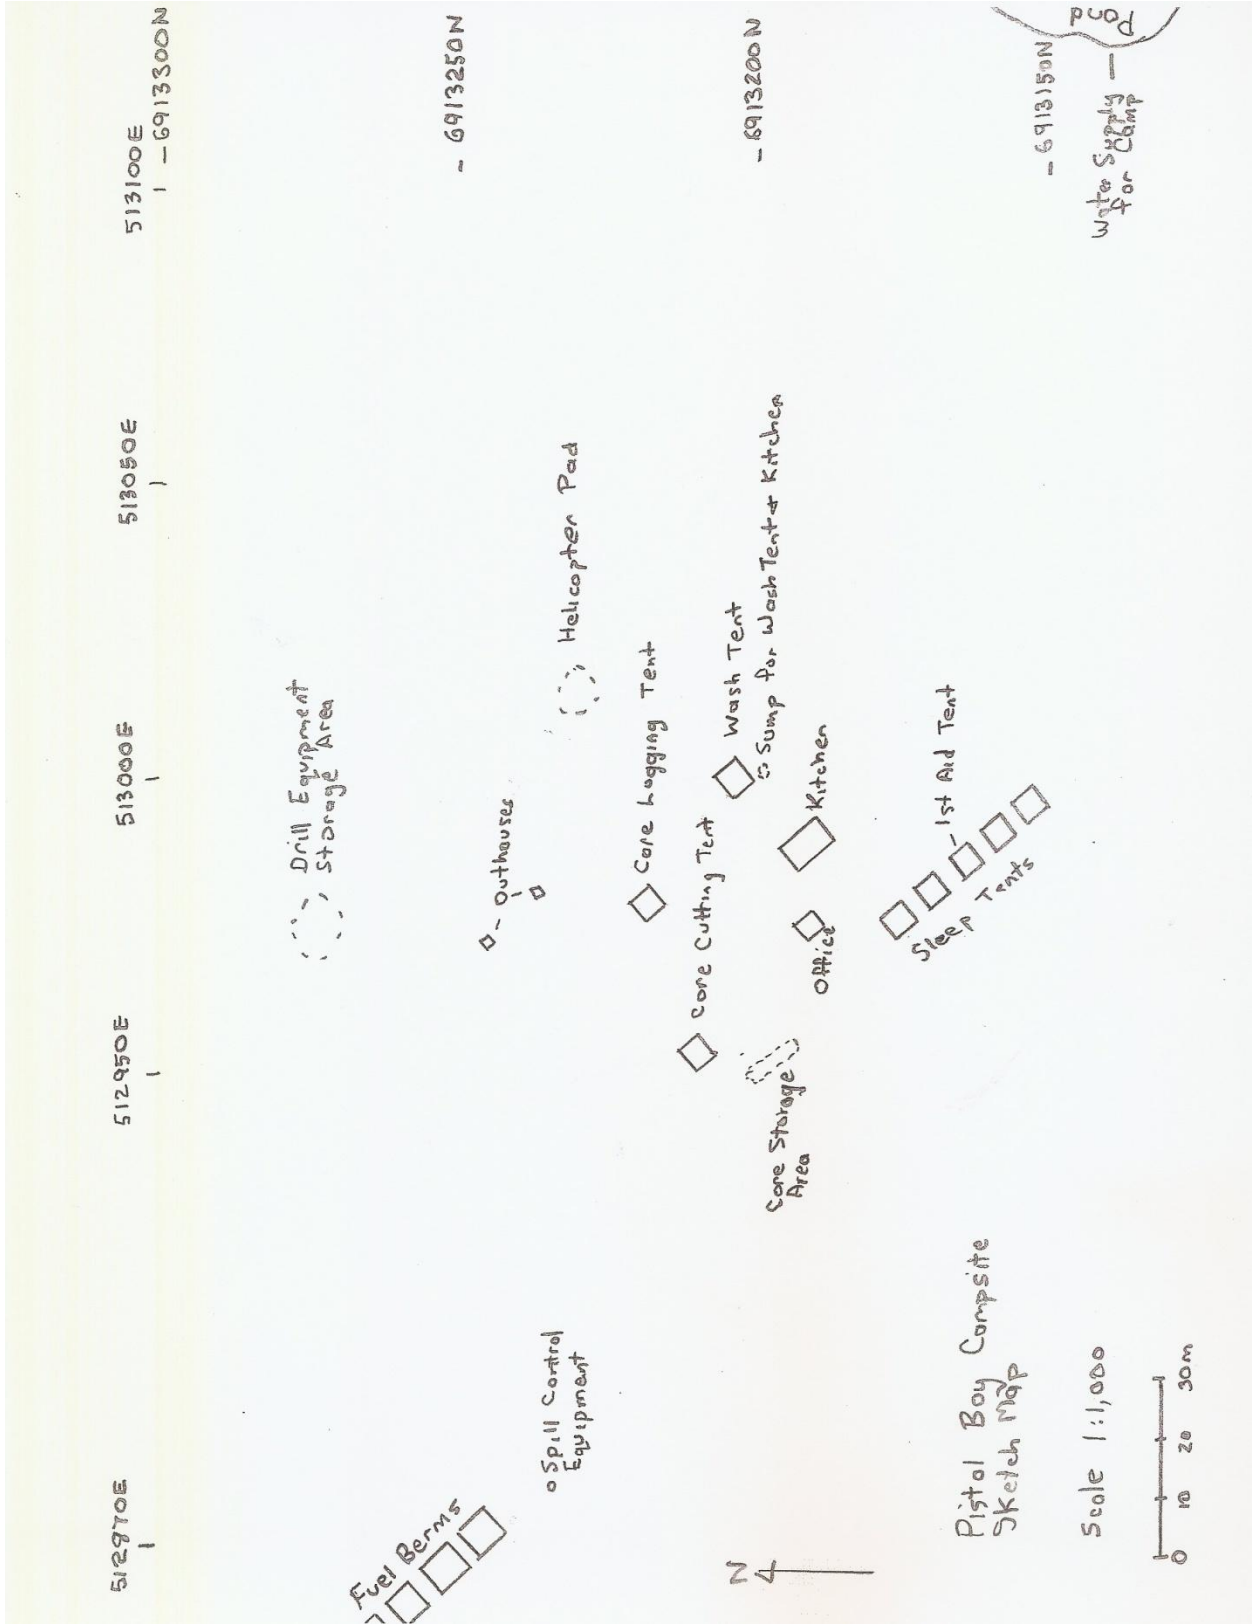 512870E
512950E
513000E
513050E
513100E
- 6913300N
Drill Equipment
Storage Area
Fuel Berms
Outhouses
- 6913250N
Spill Control
Equipment
Helicopter Pad
Core Logging Tent
Core Cutting Tent
Wash Tent
- 6913200N
Sump for Wash Tent & Kitchen
N
Core Storage
Area
Kitchen
Office
Sleep Tents
1st Aid Tent
Pistol Bay Campsite
Sketch Map
- 6913150N
Pond
Water Supply
for Camp
Scale 1:1,000
0 10 20 30m